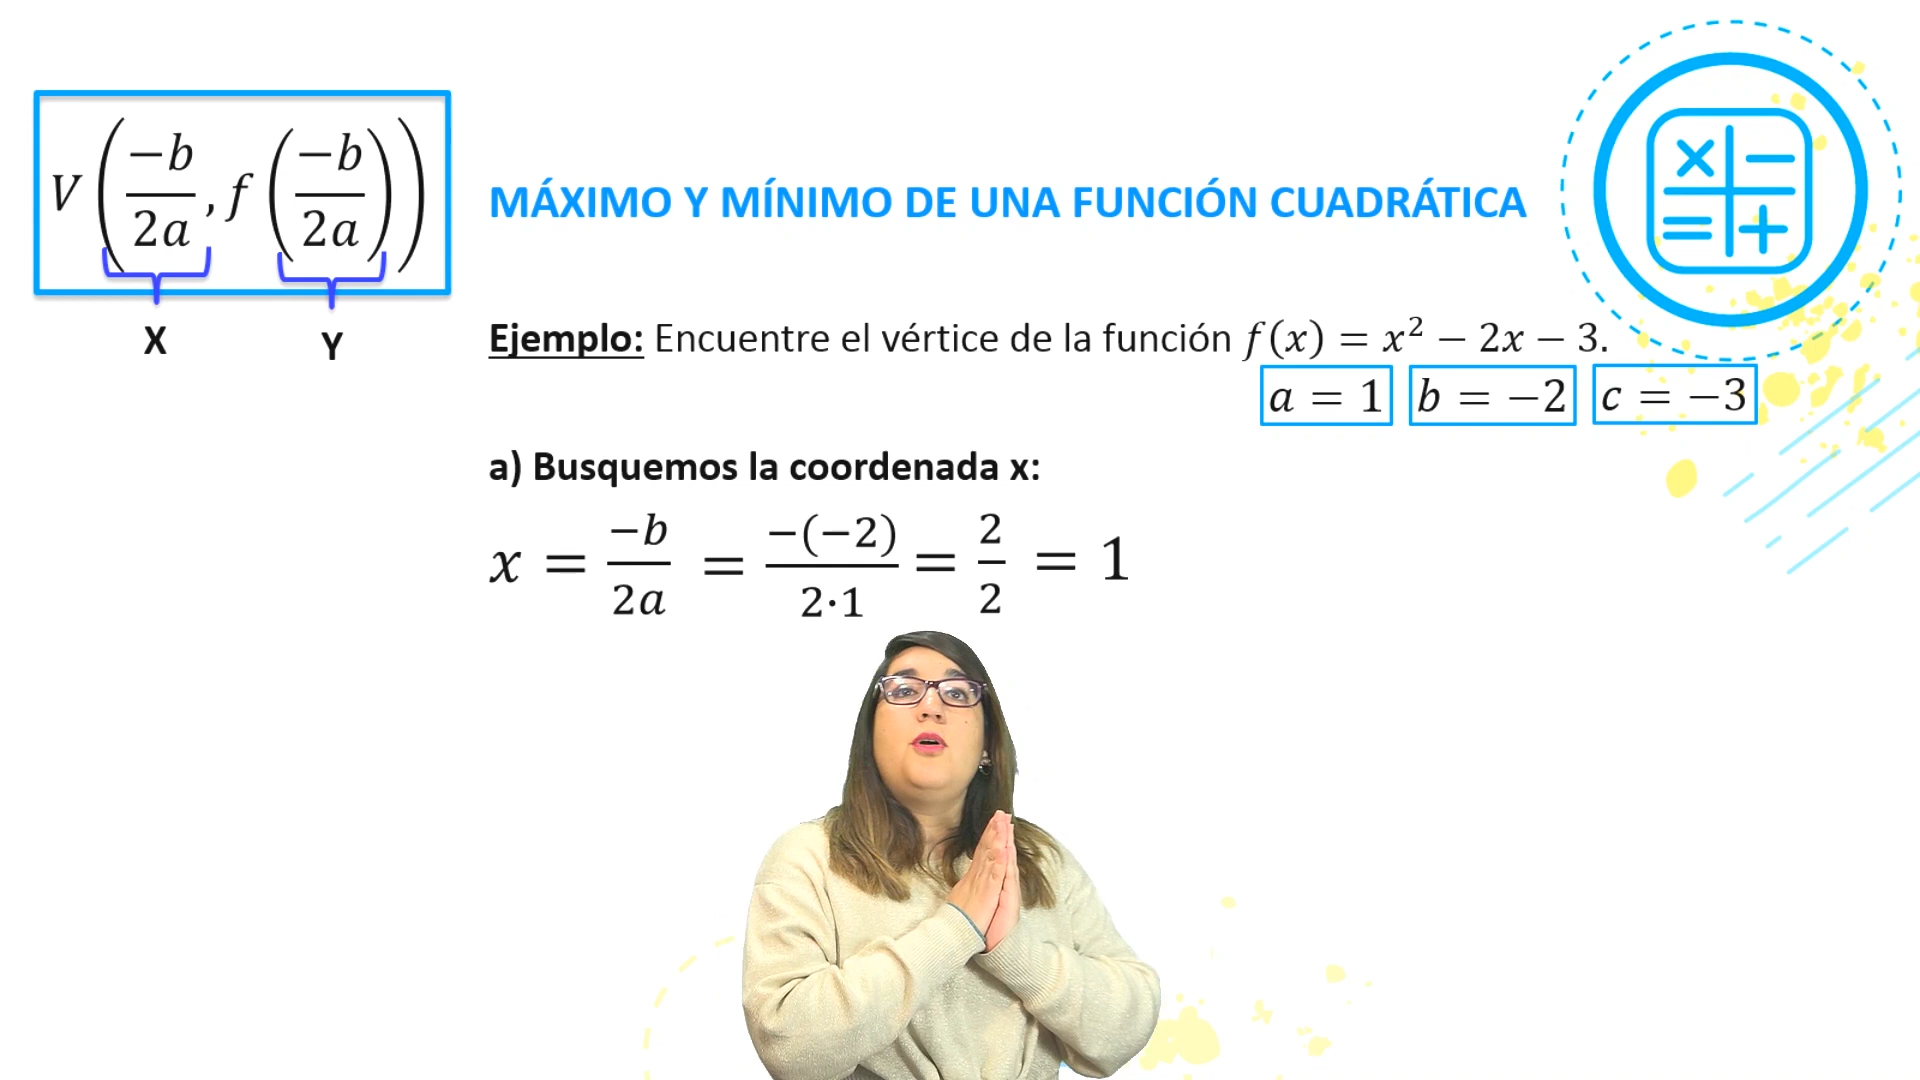 V(-b/2a, f(-b/2a))
X Y
MÁXIMO Y MÍNIMO DE UNA FUNCIÓN CUADRÁTICA
Ejemplo: Encuentre el vértice de la función f(x) = x² − 2x − 3.
a = 1 b = −2 c = −3
a) Busquemos la coordenada x:
x = -b/2a = -(-2)/2·1 = 2/2 = 1